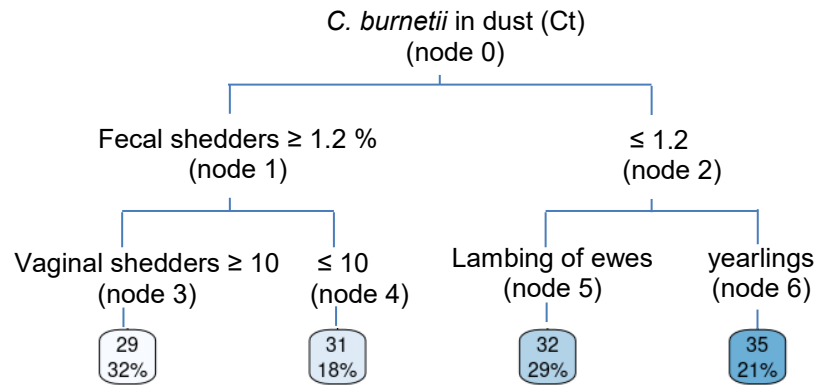 C. burnetii in dust (Ct)
(node 0)
Fecal shedders ≥ 1.2 %
(node 1)
≤ 1.2
(node 2)
Vaginal shedders ≥ 10
(node 3)
≤ 10
(node 4)
Lambing of ewes
(node 5)
yearlings
(node 6)
29
32%
31
18%
32
29%
35
21%